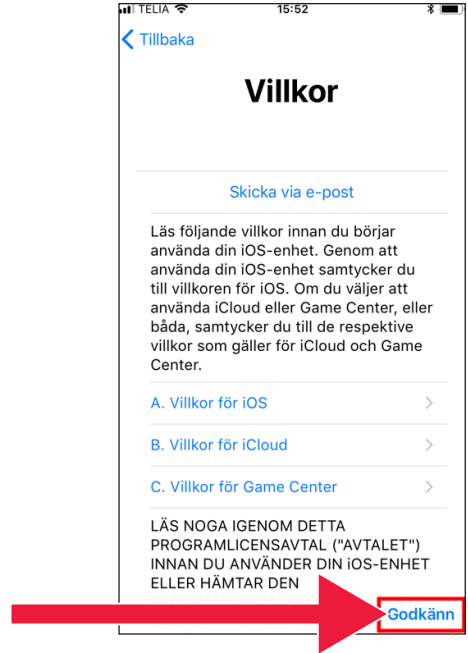 TELIA 15:52
Tillbaka
Villkor
Skicka via e-post
Läs följande villkor innan du börjar
använda din iOS-enhet. Genom att
använda din iOS-enhet samtycker du
till villkoren för iOS. Om du väljer att
använda iCloud eller Game Center, eller
båda, samtycker du till de respektive
villkor som gäller för iCloud och Game
Center.
A. Villkor för iOS
B. Villkor för iCloud
C. Villkor för Game Center
LÄS NOGA IGENOM DETTA
PROGRAMLICENSAVTAL ("AVTALET")
INNAN DU ANVÄNDER DIN iOS-ENHET
ELLER HÄMTAR DEN
Godkänn